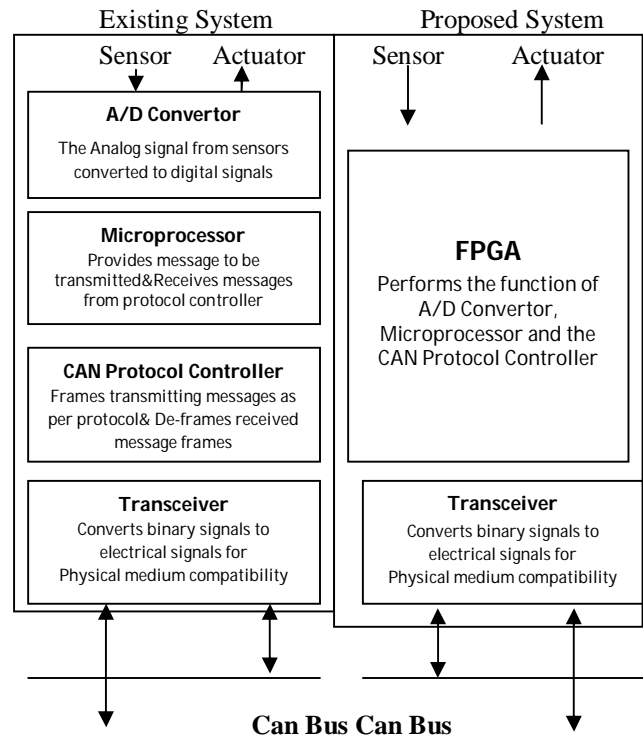 Existing System
Sensor Actuator
A/D Convertor
The Analog signal from sensors
converted to digital signals
Microprocessor
Provides message to be
transmitted&Receives messages
from protocol controller
CAN Protocol Controller
Frames transmitting messages as
per protocol& De-frames received
message frames
Transceiver
Converts binary signals to
electrical signals for
Physical medium compatibility
Proposed System
Sensor Actuator
FPGA
Performs the function of
A/D Convertor,
Microprocessor and the
CAN Protocol Controller
Transceiver
Converts binary signals to
electrical signals for
Physical medium compatibility
Can Bus Can Bus